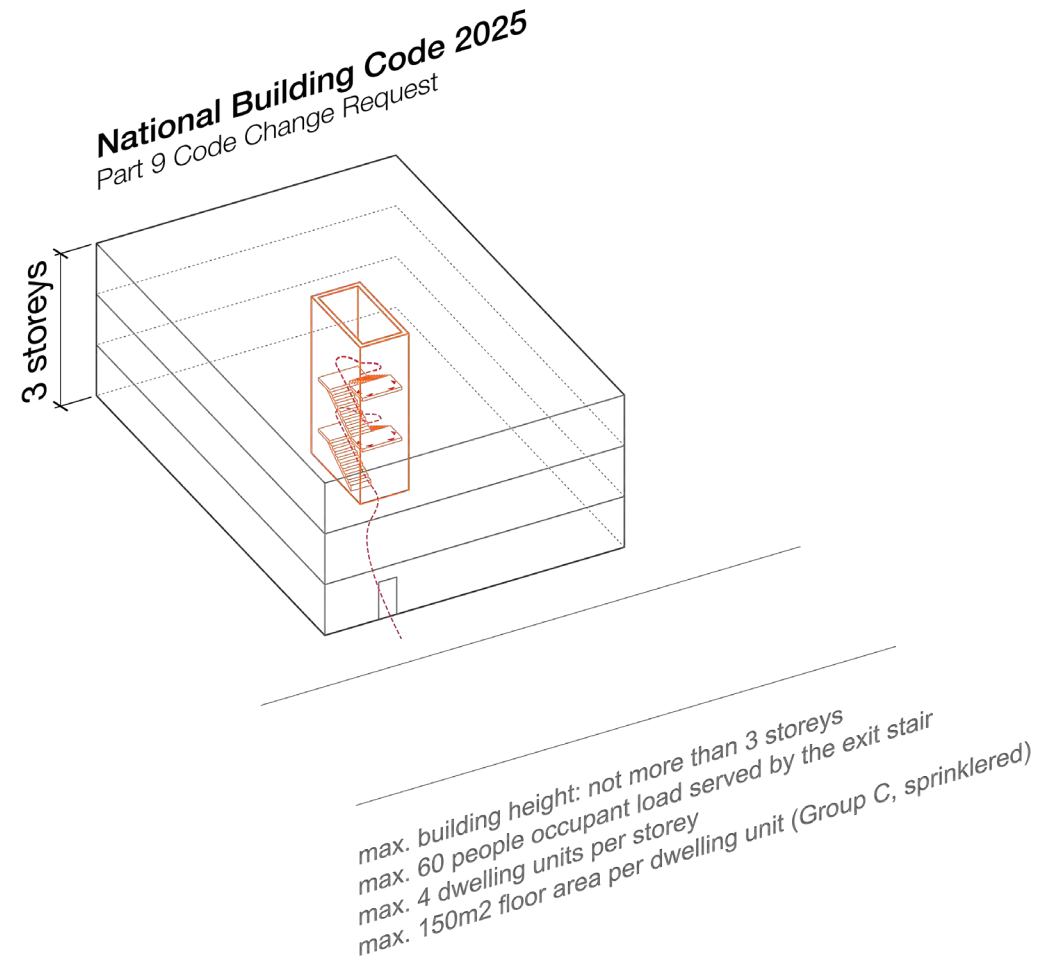 National Building Code 2025
Part 9 Code Change Request
3 storeys
max. building height: not more than 3 storeys
max. 60 people occupant load served by the exit stair
max. 4 dwelling units per storey
max. 150m2 floor area per dwelling unit (Group C, sprinklered)